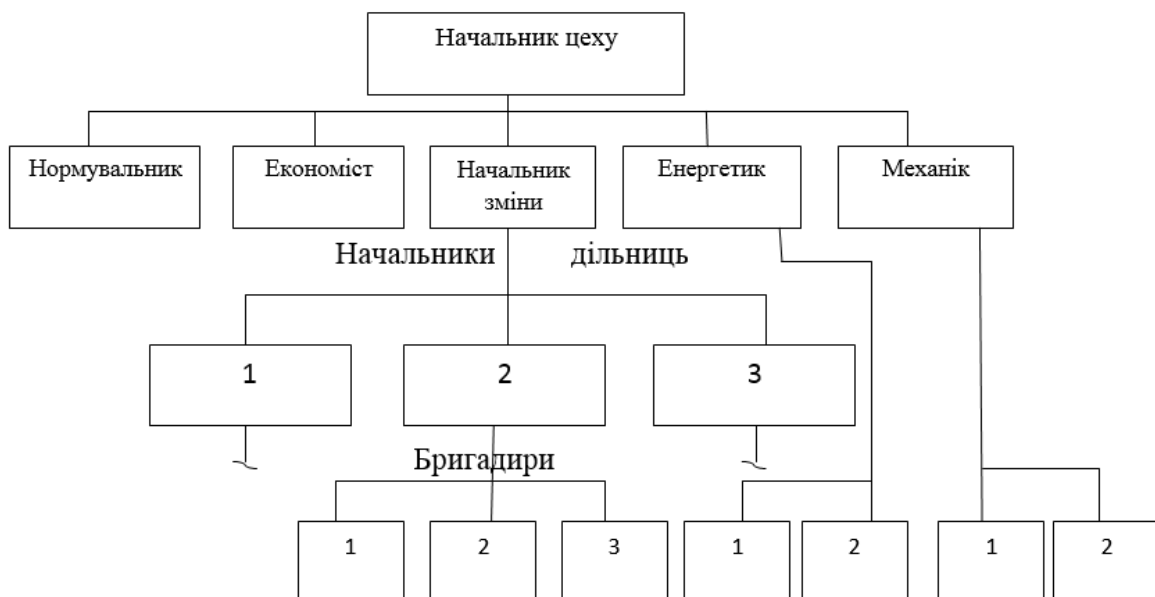 Начальник цеху
Нормувальник
Економіст
Начальник
зміни
Енергетик
Механік
Начальники дільниць
1
2
3
Бригадири
1
2
3
1
2
1
2